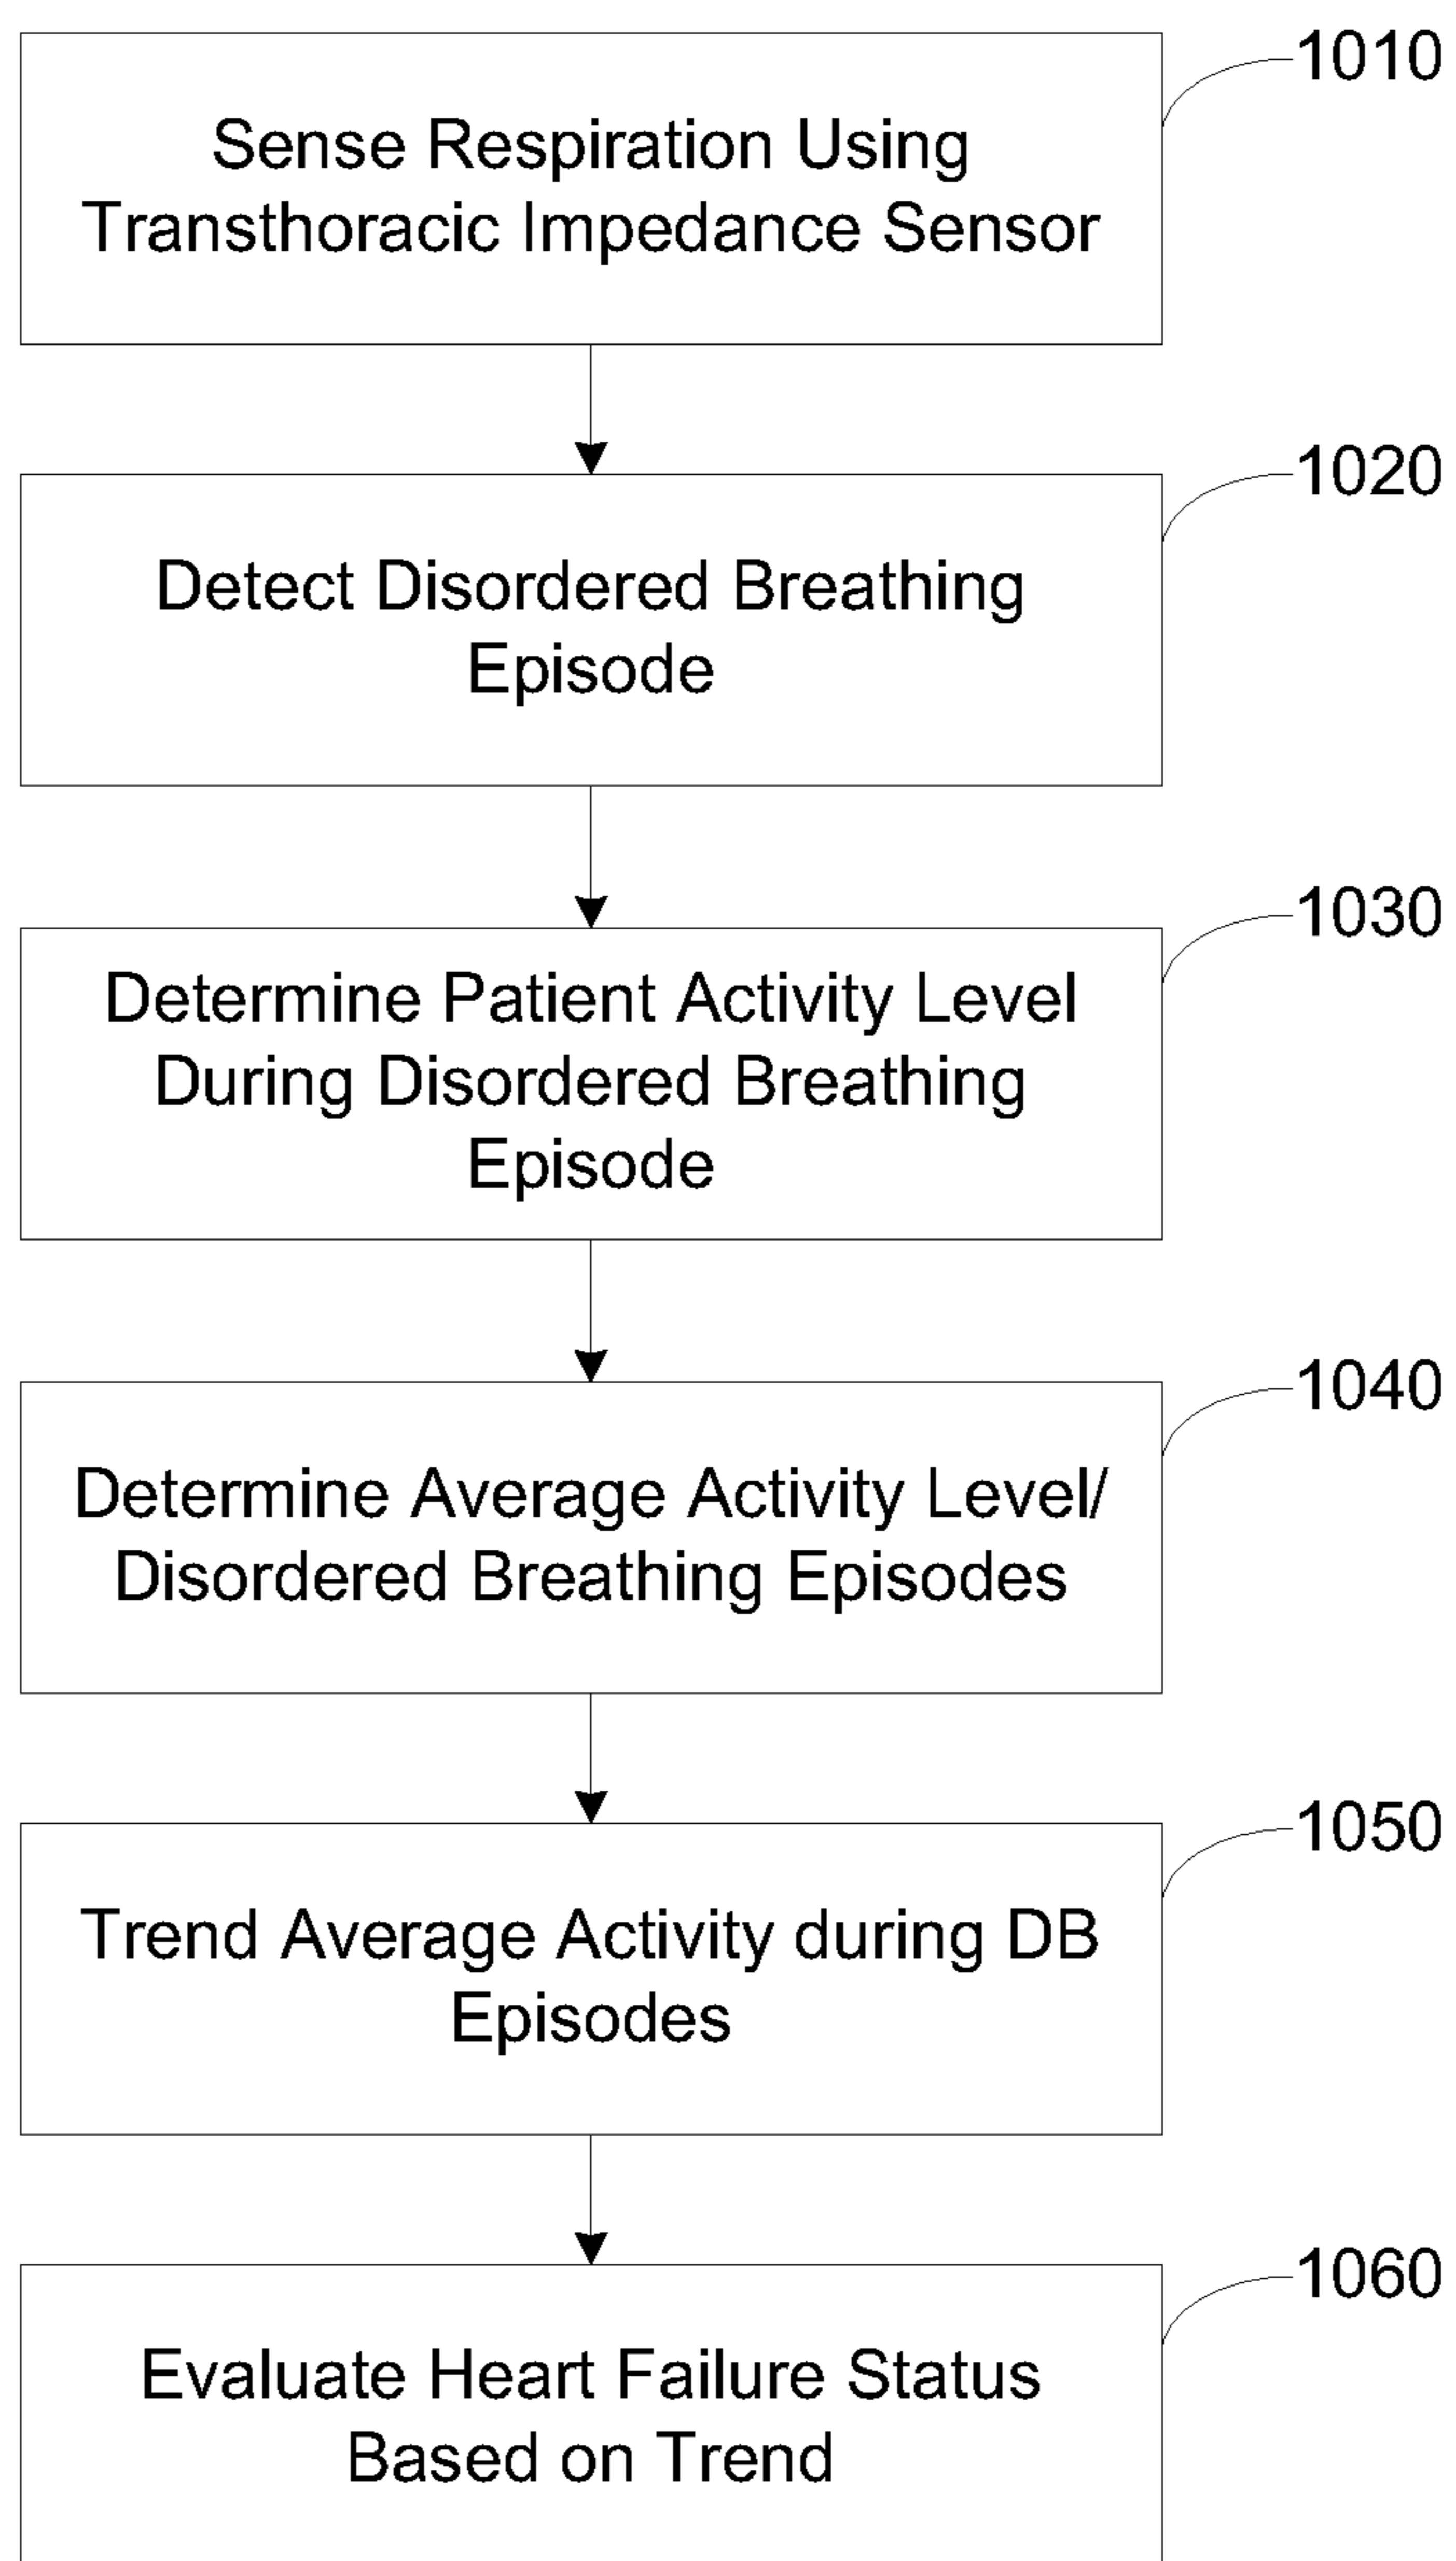 1010
Sense Respiration Using
Transthoracic Impedance Sensor
1020
Detect Disordered Breathing
Episode
1030
Determine Patient Activity Level
During Disordered Breathing
Episode
1040
Determine Average Activity Level/
Disordered Breathing Episodes
1050
Trend Average Activity during DB
Episodes
1060
Evaluate Heart Failure Status
Based on Trend